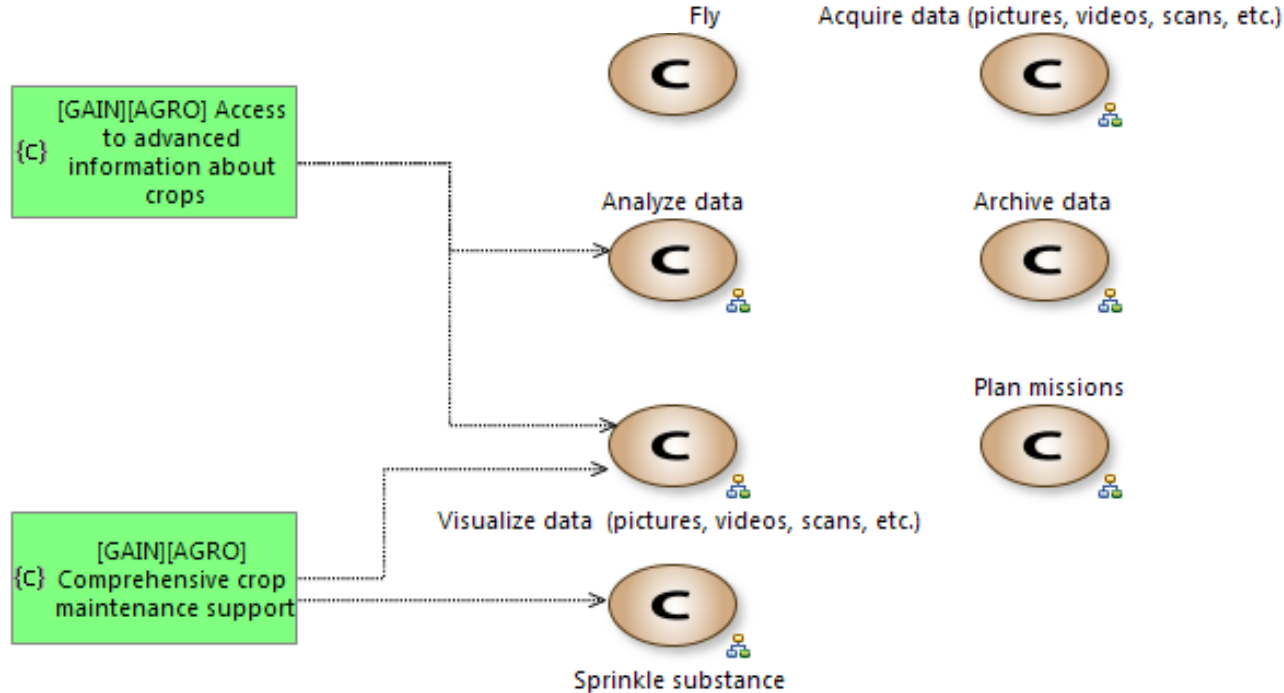 Fly
Acquire data (pictures, videos, scans, etc.)
C
C
{c}
[GAIN][AGRO] Access
to advanced
information about
crops
Analyze data
Archive data
C
C
Plan missions
C
C
Visualize data (pictures, videos, scans, etc.)
{c}
[GAIN][AGRO]
Comprehensive crop
maintenance support
C
Sprinkle substance